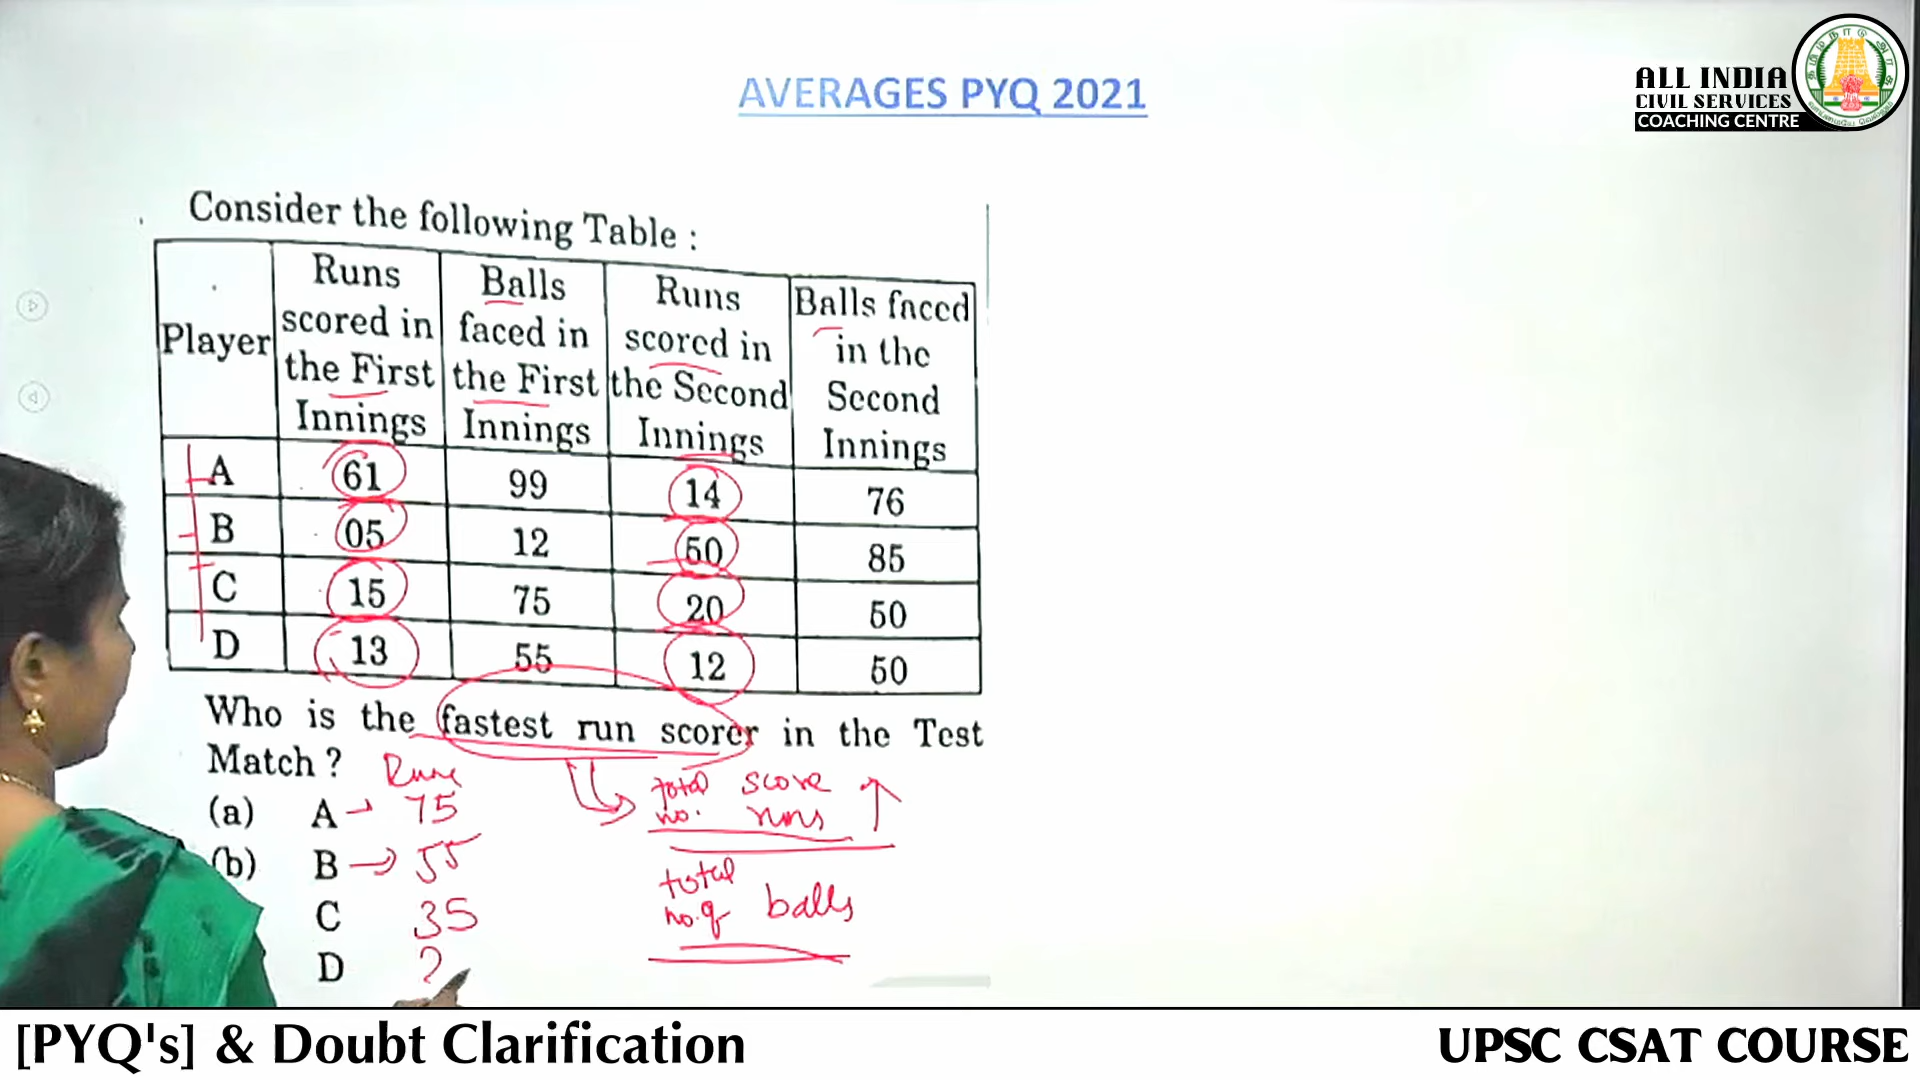 AVERAGES PYQ 2021
ALL INDIA
CIVIL SERVICES
COACHING CENTRE
Consider the following Table :
Player
Runs scored in the First Innings
Balls faced in the First Innings
Runs scored in the Second Innings
Balls faced in the Second Innings
A 61 99 14 76
B 05 12 50 85
C 15 75 20 50
D 13 55 12 50
Who is the fastest run scorer in the Test
Match ?
Runs
(a) A → 75
(b) B → 55
C 35
D 2
total score
no. runs ↑
total
no. of balls
[PYQ's] & Doubt Clarification
UPSC CSAT COURSE